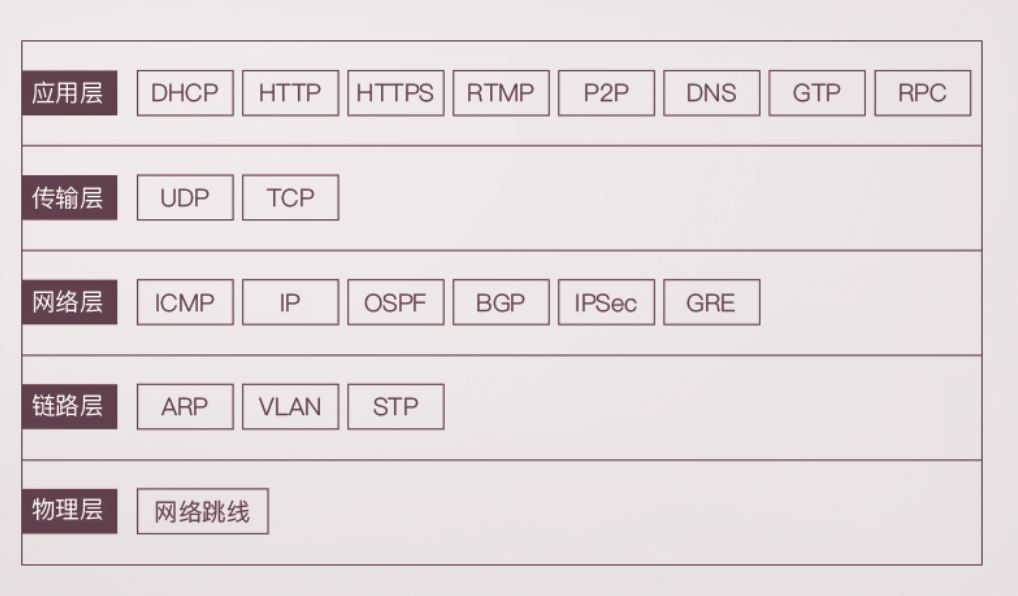 应用层 DHCP HTTP HTTPS RTMP P2P DNS GTP RPC
传输层 UDP TCP
网络层 ICMP IP OSPF BGP IPSec GRE
链路层 ARP VLAN STP
物理层 网络跳线